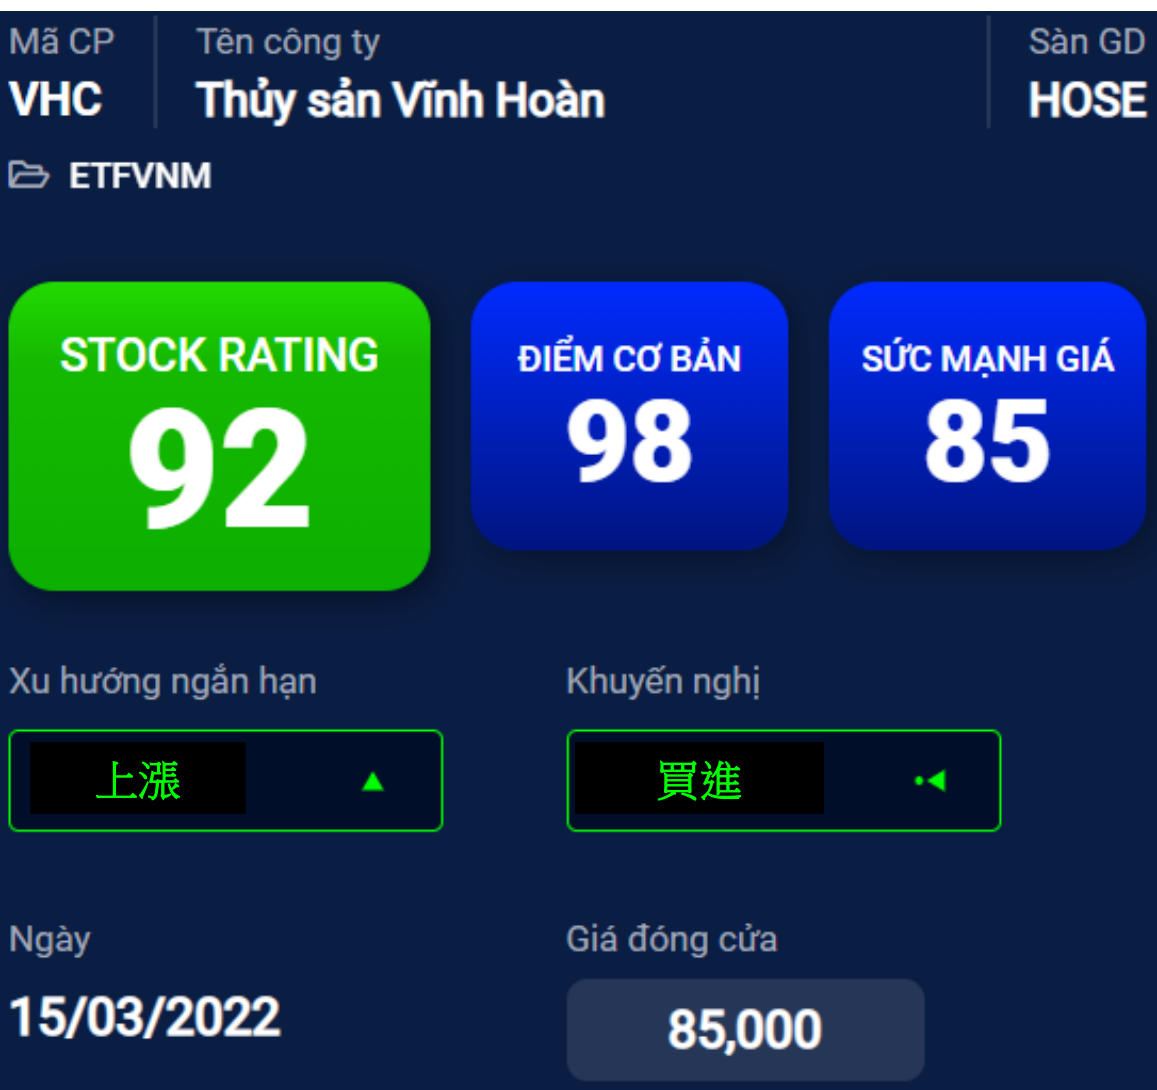 Mã CP Tên công ty Sàn GD
VHC Thủy sản Vĩnh Hoàn HOSE
ETFVNM
STOCK RATING
92
ĐIỂM CƠ BẢN
98
SỨC MẠNH GIÁ
85
Xu hướng ngắn hạn Khuyến nghị
上漲 買進
Ngày Giá đóng cửa
15/03/2022 85,000